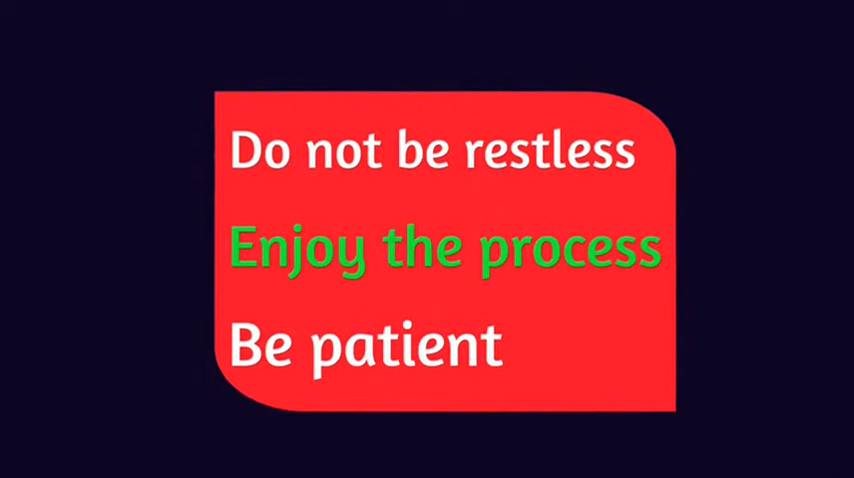 Do not be restless
Enjoy the process
Be patient